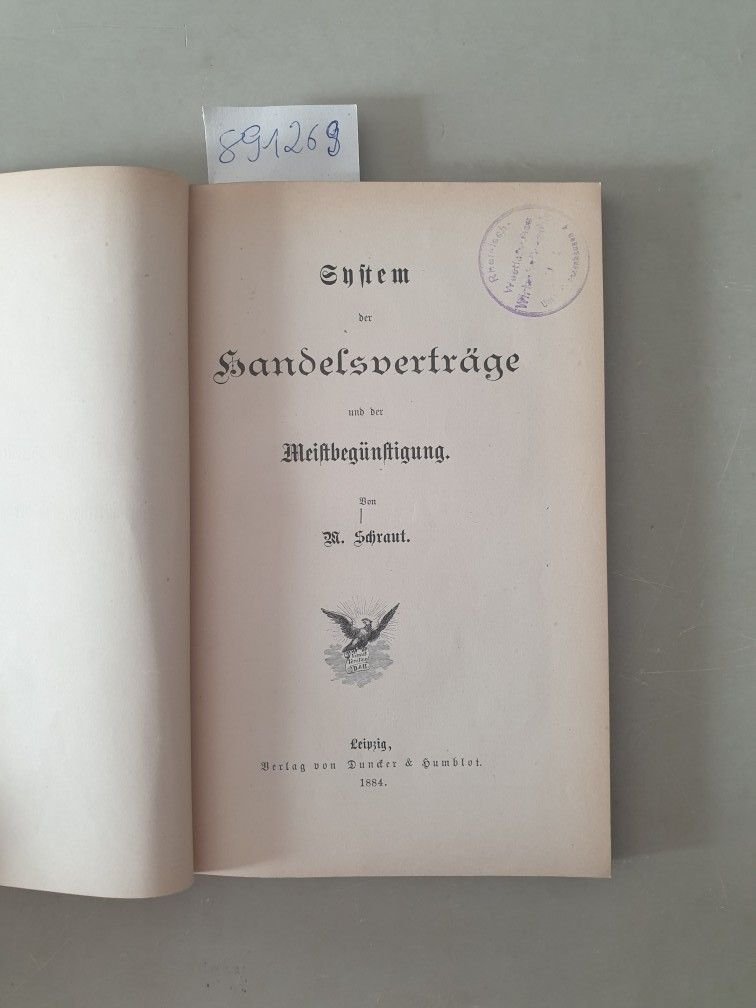 891269
System
der
Handelsverträge
und der
Meistbegünstigung.
Von
M. Schraut.
Leipzig,
Verlag von Duncker & Humblot.
1884.